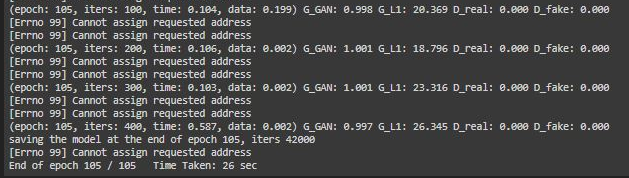 (epoch: 105, iters: 100, time: 0.104, data: 0.199) G_GAN: 0.998 G_L1: 20.369 D_real: 0.000 D_fake: 0.000
[Errno 99] Cannot assign requested address
[Errno 99] Cannot assign requested address
(epoch: 105, iters: 200, time: 0.106, data: 0.002) G_GAN: 1.001 G_L1: 18.796 D_real: 0.000 D_fake: 0.000
[Errno 99] Cannot assign requested address
[Errno 99] Cannot assign requested address
(epoch: 105, iters: 300, time: 0.103, data: 0.002) G_GAN: 1.001 G_L1: 23.316 D_real: 0.000 D_fake: 0.000
[Errno 99] Cannot assign requested address
[Errno 99] Cannot assign requested address
(epoch: 105, iters: 400, time: 0.587, data: 0.002) G_GAN: 0.997 G_L1: 26.345 D_real: 0.000 D_fake: 0.000
saving the model at the end of epoch 105, iters 42000
[Errno 99] Cannot assign requested address
End of epoch 105 / 105 Time Taken: 26 sec